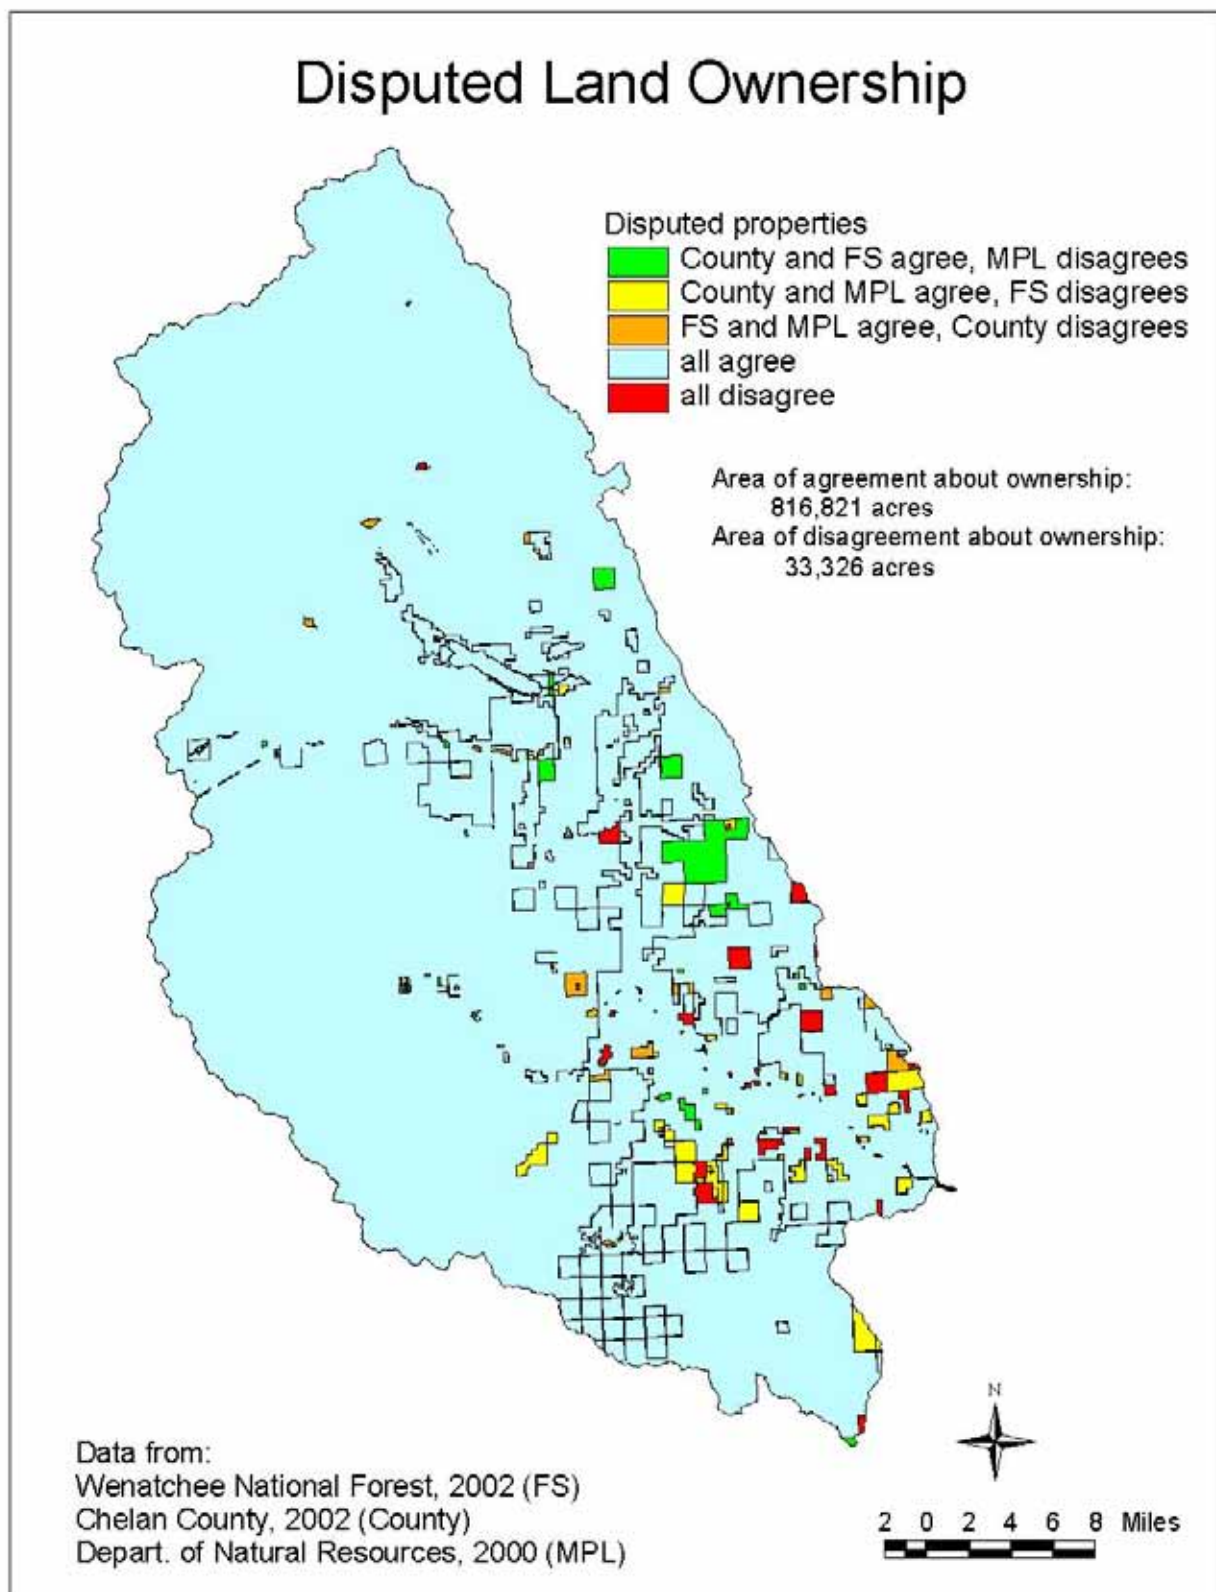 Disputed Land Ownership
Disputed properties
County and FS agree, MPL disagrees
County and MPL agree, FS disagrees
FS and MPL agree, County disagrees
all agree
all disagree
Area of agreement about ownership:
816,821 acres
Area of disagreement about ownership:
33,326 acres
N
Data from:
Wenatchee National Forest, 2002 (FS)
Chelan County, 2002 (County)
Depart. of Natural Resources, 2000 (MPL)
2 0 2 4 6 8 Miles